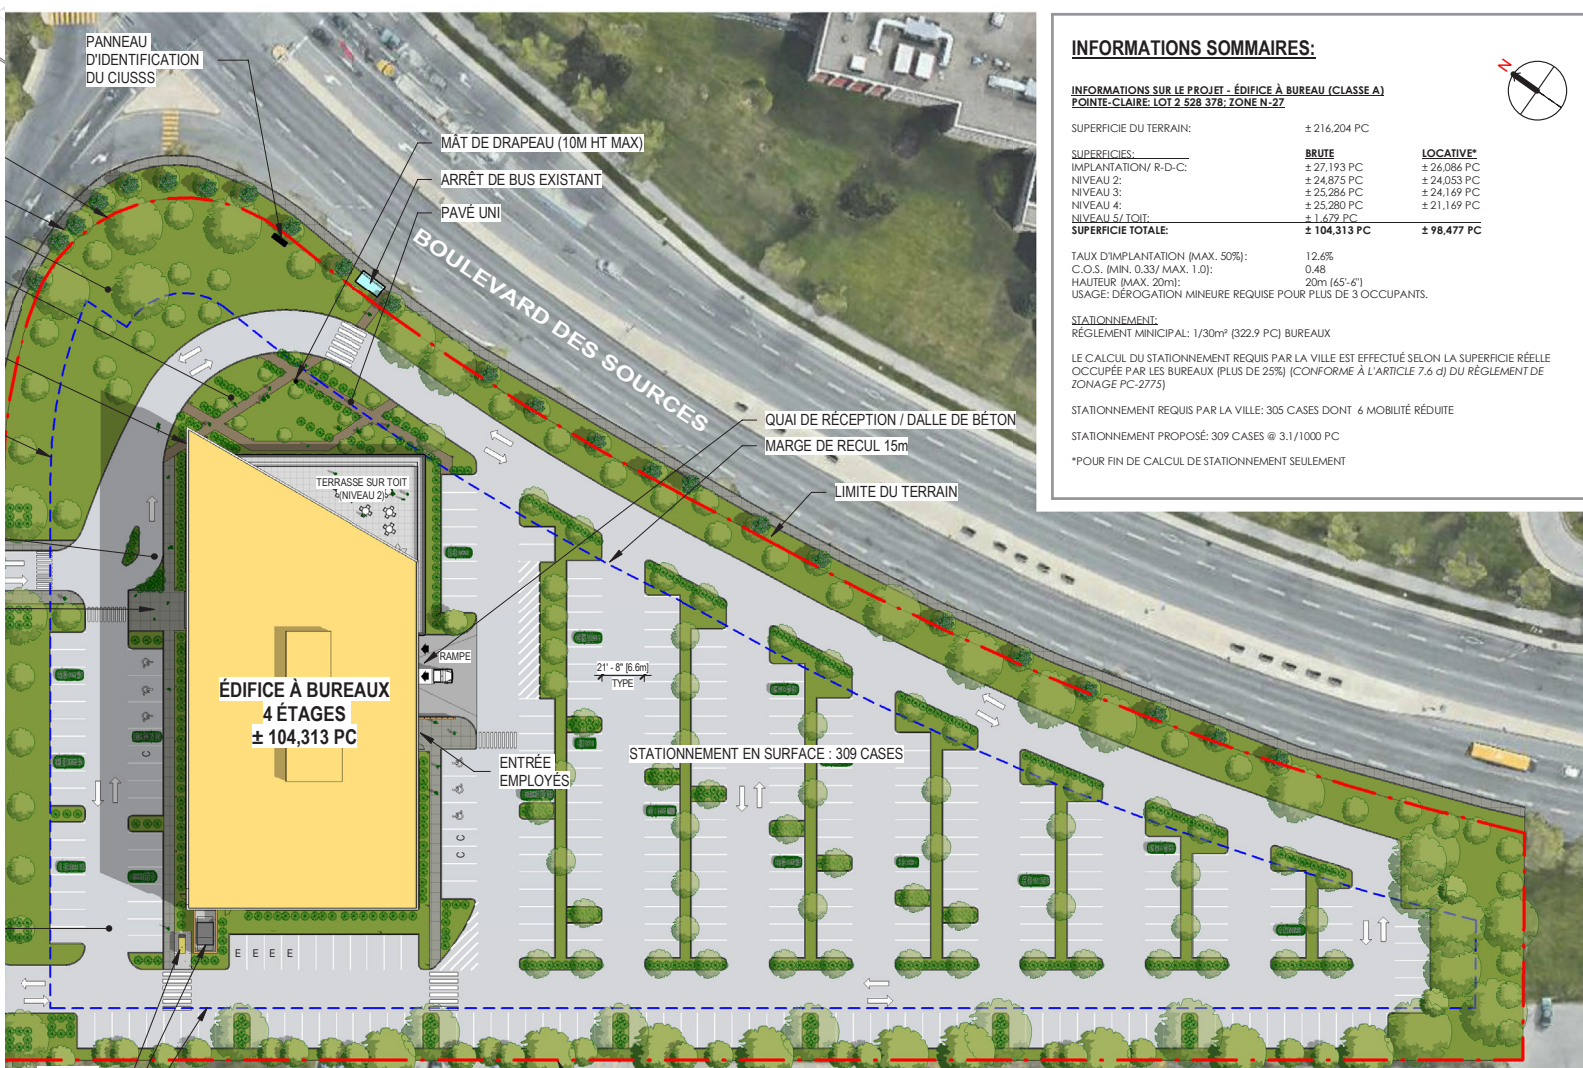 PANNEAU
D'IDENTIFICATION
DU CIUSSS
MÂT DE DRAPEAU (10M HT MAX)
ARRÊT DE BUS EXISTANT
PAVÉ UNI
BOULEVARD DES SOURCES
QUAI DE RÉCEPTION / DALLE DE BÉTON
MARGE DE RECUL 15m
LIMITE DU TERRAIN
TERRASSE SUR TOIT
(NIVEAU 2)
RAMPE
21' - 8" [6.6m]
TYPE
ÉDIFICE À BUREAUX
4 ÉTAGES
± 104,313 PC
STATIONNEMENT EN SURFACE : 309 CASES
ENTRÉE
EMPLOYÉS
C
C
C
E E E E
INFORMATIONS SOMMAIRES:
N
INFORMATIONS SUR LE PROJET - ÉDIFICE À BUREAU (CLASSE A)
POINTE-CLAIRE: LOT 2 528 378; ZONE N-27
SUPERFICIE DU TERRAIN: ± 216,204 PC
SUPERFICIES: BRUTE LOCATIVE*
IMPLANTATION/ R-D-C: ± 27,193 PC ± 26,086 PC
NIVEAU 2: ± 24,875 PC ± 24,053 PC
NIVEAU 3: ± 25,286 PC ± 24,169 PC
NIVEAU 4: ± 25,280 PC ± 21,169 PC
NIVEAU 5/ TOIT: ± 1,679 PC
SUPERFICIE TOTALE: ± 104,313 PC ± 98,477 PC
TAUX D'IMPLANTATION (MAX. 50%): 12.6%
C.O.S. (MIN. 0.33/ MAX. 1.0): 0.48
HAUTEUR (MAX. 20m): 20m (65'-6")
USAGE: DÉROGATION MINEURE REQUISE POUR PLUS DE 3 OCCUPANTS.
STATIONNEMENT:
RÉGLEMENT MINICIPAL: 1/30m² (322.9 PC) BUREAUX
LE CALCUL DU STATIONNEMENT REQUIS PAR LA VILLE EST EFFECTUÉ SELON LA SUPERFICIE RÉELLE
OCCUPÉE PAR LES BUREAUX (PLUS DE 25%) (CONFORME À L'ARTICLE 7.6 d) DU RÈGLEMENT DE
ZONAGE PC-2775)
STATIONNEMENT REQUIS PAR LA VILLE: 305 CASES DONT 6 MOBILITÉ RÉDUITE
STATIONNEMENT PROPOSÉ: 309 CASES @ 3.1/1000 PC
*POUR FIN DE CALCUL DE STATIONNEMENT SEULEMENT